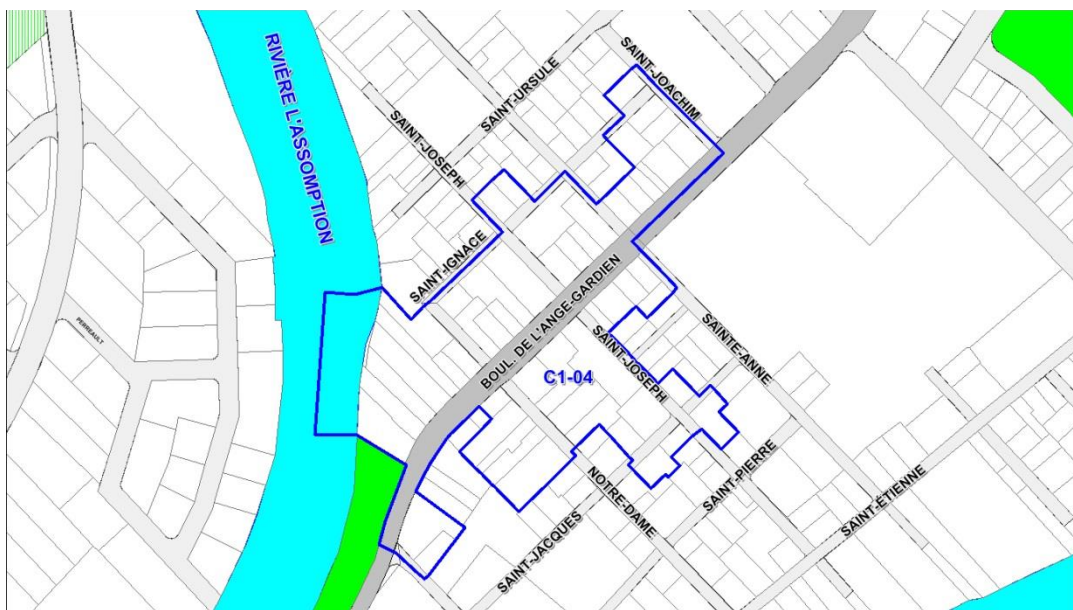 RIVIÈRE L'ASSOMPTION
SAINT-URSULE
SAINT-JOACHIM
SAINT-JOSEPH
SAINT-IGNACE
BOUL. DE L'ANGE-GARDIEN
PERREAULT
SAINTE-ANNE
SAINT-JOSEPH
C1-04
NOTRE-DAME
SAINT-PIERRE
SAINT-ÉTIENNE
SAINT-JACQUES